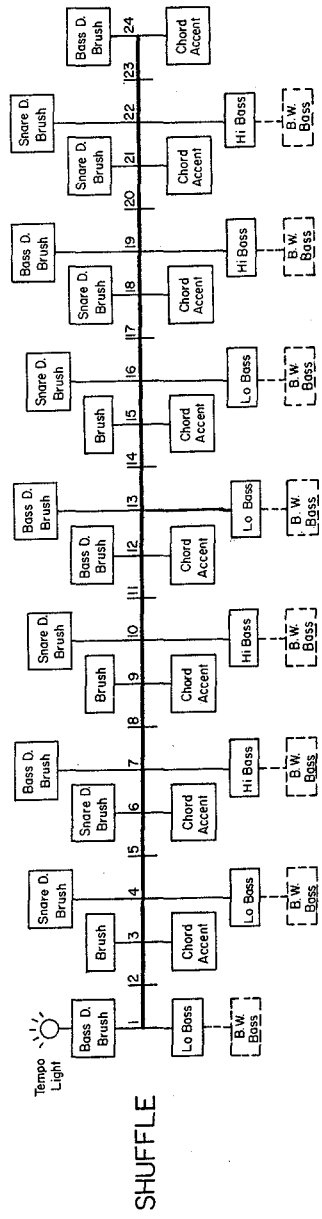 SHUFFLE
Tempo
Light
Bass D.
Brush
1
Lo Bass
B.W.
Bass
2
Brush
3
Chord
Accent
Snare D.
Brush
4
Lo Bass
B.W.
Bass
5
Snare D.
Brush
6
Chord
Accent
Bass D.
Brush
7
Hi Bass
B.W.
Bass
8
Brush
9
Chord
Accent
Snare D.
Brush
10
Hi Bass
B.W.
Bass
11
Bass D.
Brush
12
Chord
Accent
Bass D.
Brush
13
Lo Bass
B.W.
Bass
14
Brush
15
Chord
Accent
Snare D.
Brush
16
Lo Bass
B.W.
Bass
17
Snare D.
Brush
18
Chord
Accent
Bass D.
Brush
19
Hi Bass
B.W.
Bass
20
Snare D.
Brush
21
Chord
Accent
Snare D.
Brush
22
Hi Bass
B.W.
Bass
23
Bass D.
Brush
24
Chord
Accent